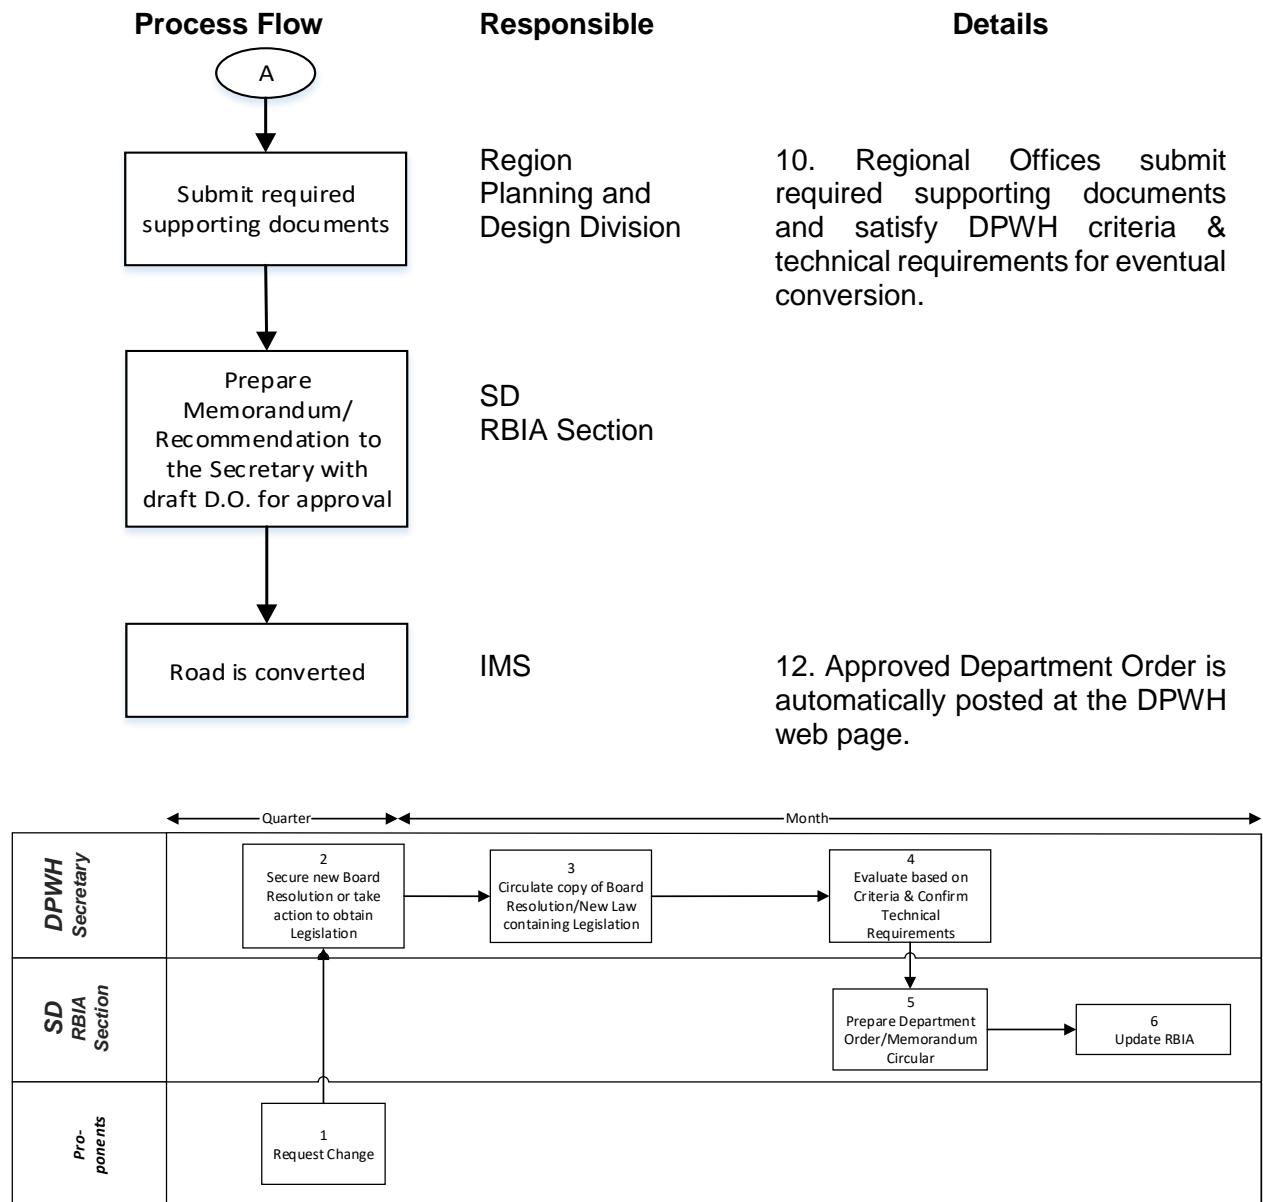 Process Flow
Responsible
Details
A
Submit required
supporting documents
Region
Planning and
Design Division
10. Regional Offices submit
required supporting documents
and satisfy DPWH criteria &
technical requirements for eventual
conversion.
Prepare
Memorandum/
Recommendation to
the Secretary with
draft D.O. for approval
SD
RBIA Section
Road is converted
IMS
12. Approved Department Order is
automatically posted at the DPWH
web page.
Quarter
Month
DPWH
Secretary
2
Secure new Board
Resolution or take
action to obtain
Legislation
3
Circulate copy of Board
Resolution/New Law
containing Legislation
4
Evaluate based on
Criteria & Confirm
Technical
Requirements
SD
RBIA
Section
5
Prepare Department
Order/Memorandum
Circular
6
Update RBIA
Pro-
ponents
1
Request Change